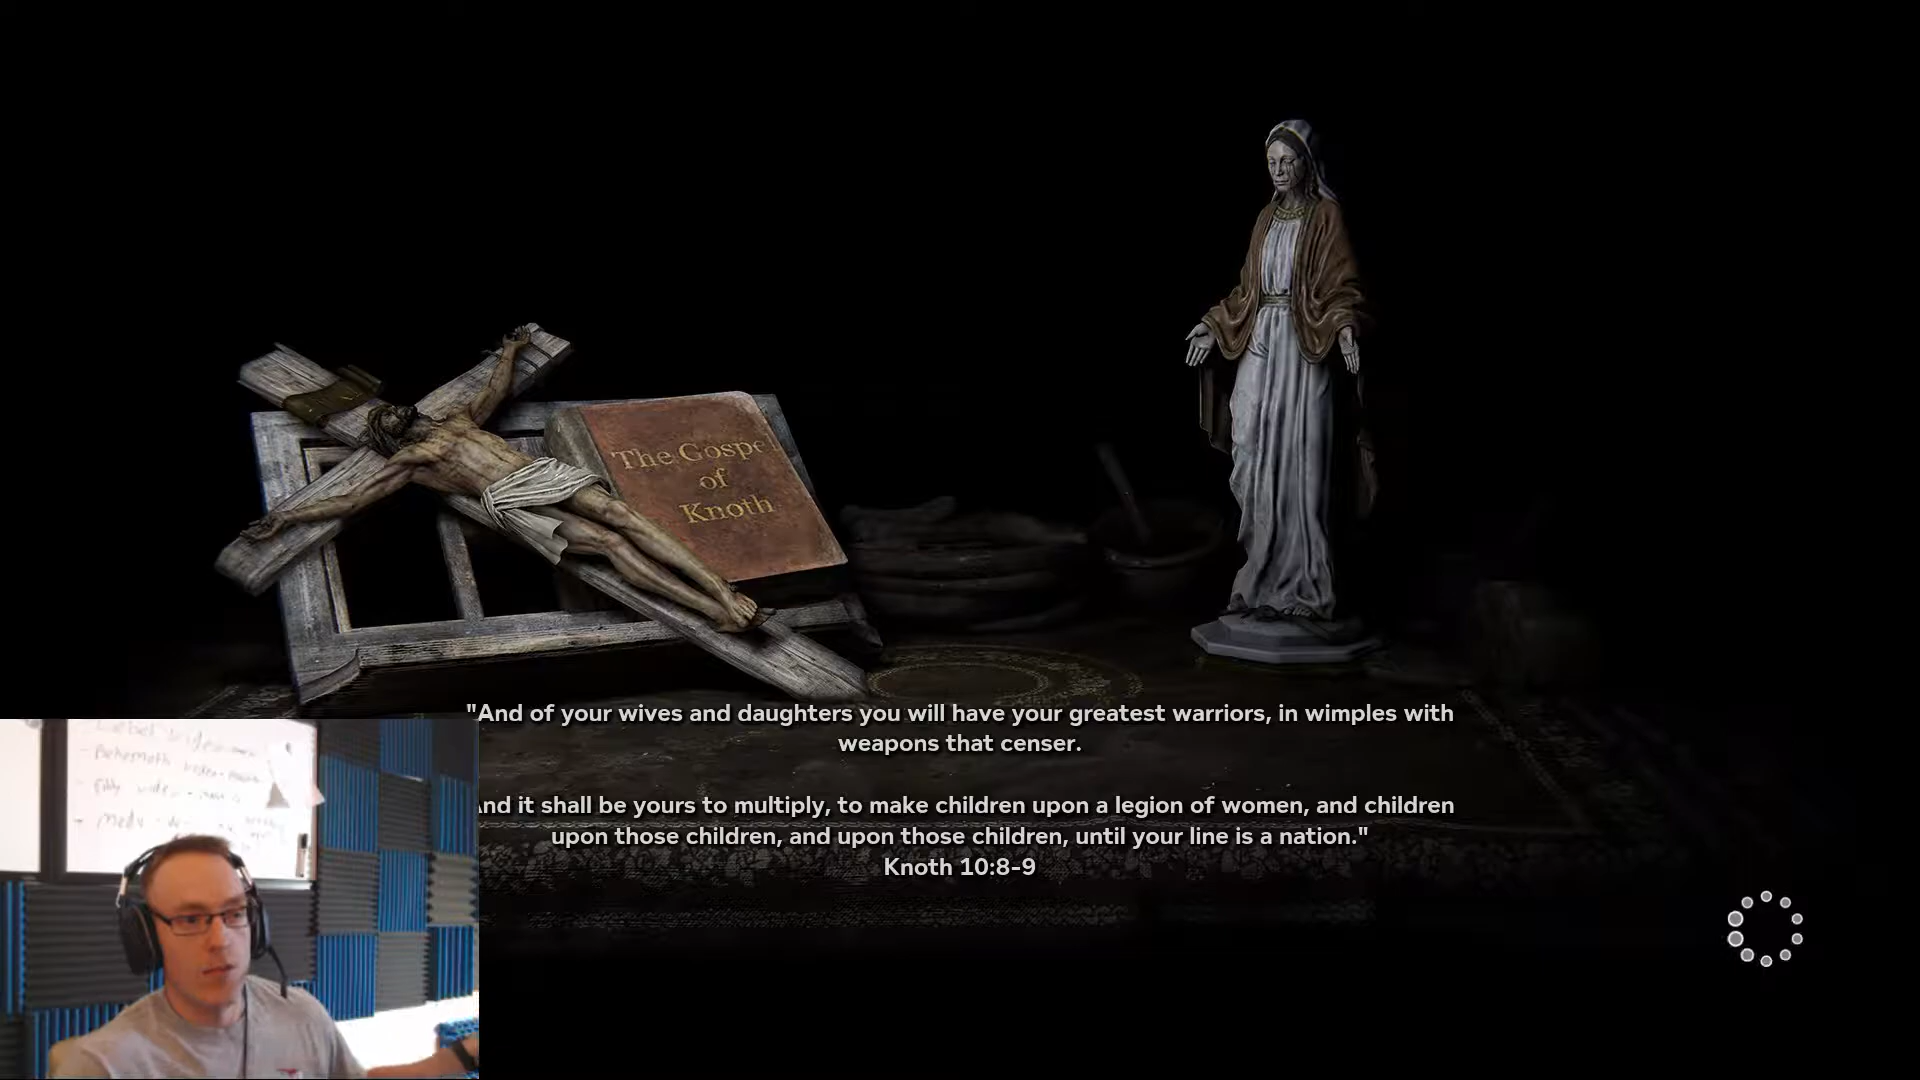 The Gospel
of
Knoth
"And of your wives and daughters you will have your greatest warriors, in wimples with
weapons that censer.
And it shall be yours to multiply, to make children upon a legion of women, and children
upon those children, and upon those children, until your line is a nation."
Knoth 10:8-9
Behemoth